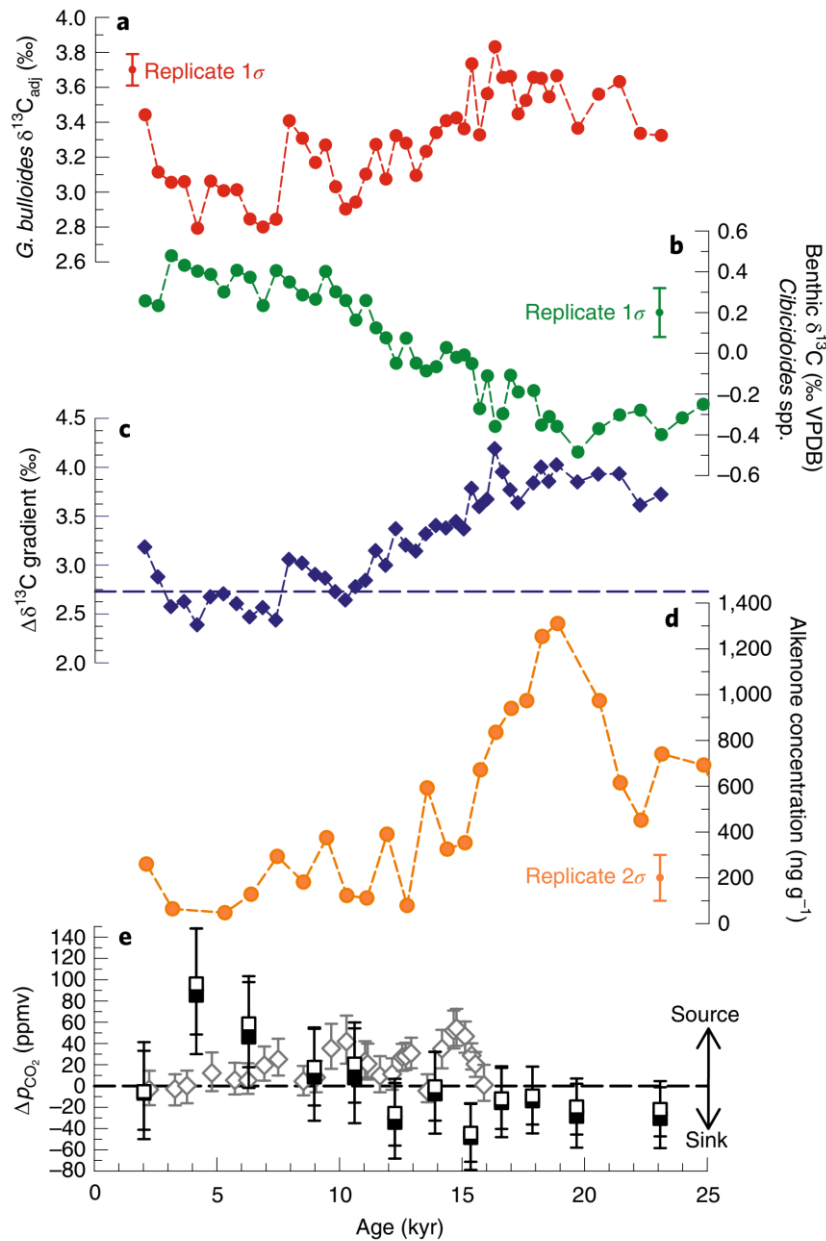 a
4.0
3.8
3.6
3.4
3.2
3.0
2.8
2.6
G. bulloides δ¹³C_adj (‰)
Replicate 1σ
b
0.6
0.4
0.2
0.0
−0.2
−0.4
−0.6
Benthic δ¹³C (‰ VPDB)
Cibicidoides spp.
Replicate 1σ
c
4.5
4.0
3.5
3.0
2.5
2.0
Δδ¹³C gradient (‰)
d
1,400
1,200
1,000
800
600
400
200
0
Alkenone concentration (ng g⁻¹)
Replicate 2σ
e
140
120
100
80
60
40
20
0
−20
−40
−60
−80
Δp_CO₂ (ppmv)
Source
Sink
0 5 10 15 20 25
Age (kyr)